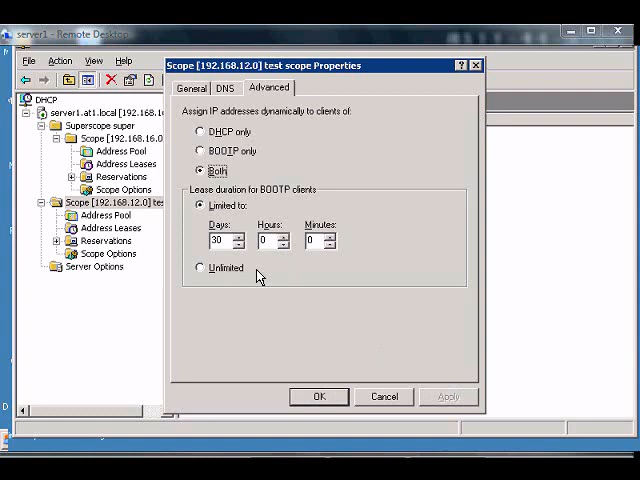 server1 - Remote Desktop
File Action View Help
DHCP
server1.at1.local [192.168.16
Superscope super
Scope [192.168.16.0]
Address Pool
Address Leases
Reservations
Scope Options
Scope [192.168.12.0] test
Address Pool
Address Leases
Reservations
Scope Options
Server Options
Scope [192.168.12.0] test scope Properties
General DNS Advanced
Assign IP addresses dynamically to clients of:
DHCP only
BOOTP only
Both
Lease duration for BOOTP clients
Limited to:
Days: Hours: Minutes:
30 0 0
Unlimited
OK Cancel Apply